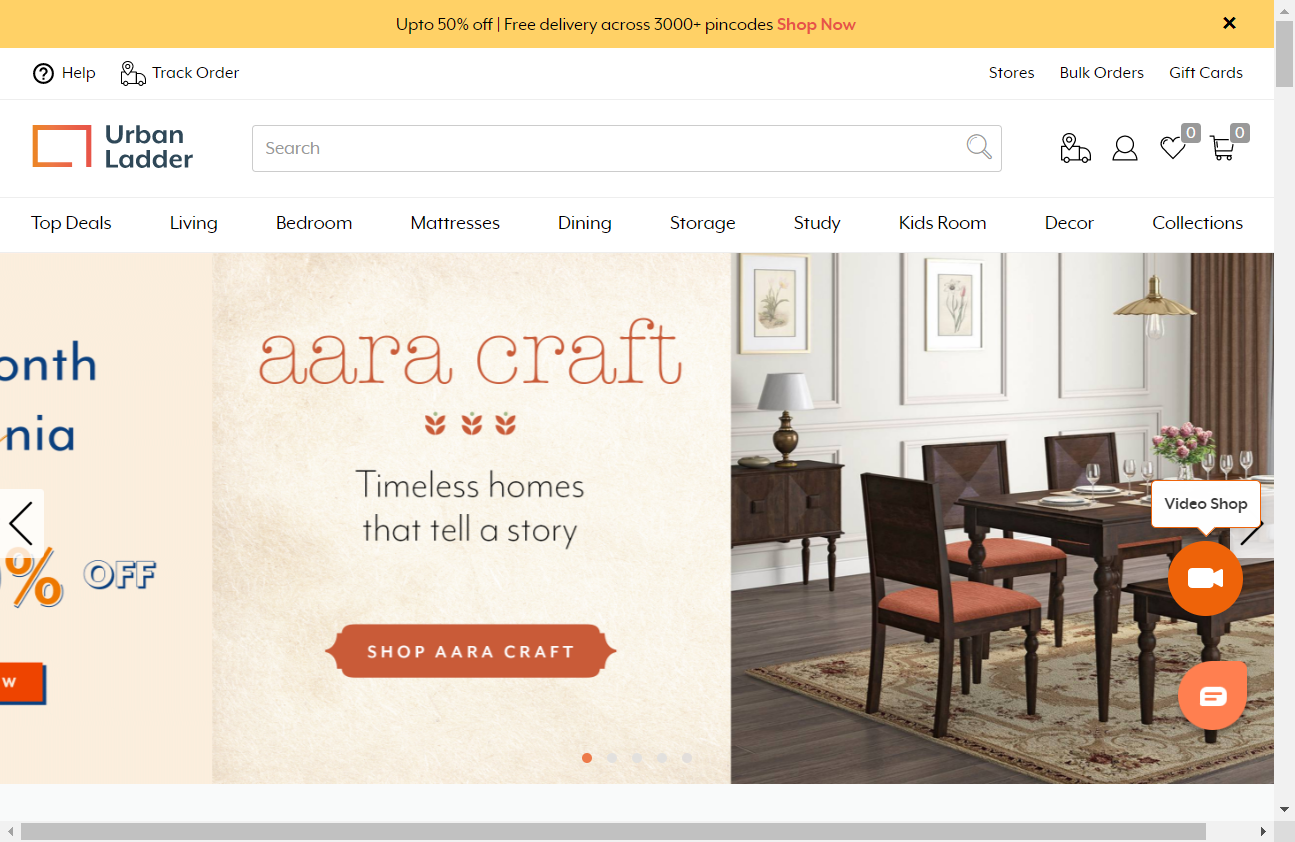 Upto 50% off | Free delivery across 3000+ pincodes Shop Now
Help
Track Order
Stores
Bulk Orders
Gift Cards
Urban
Ladder
Search
0
0
Top Deals
Living
Bedroom
Mattresses
Dining
Storage
Study
Kids Room
Decor
Collections
aara craft
Timeless homes
that tell a story
SHOP AARA CRAFT
% OFF
Video Shop